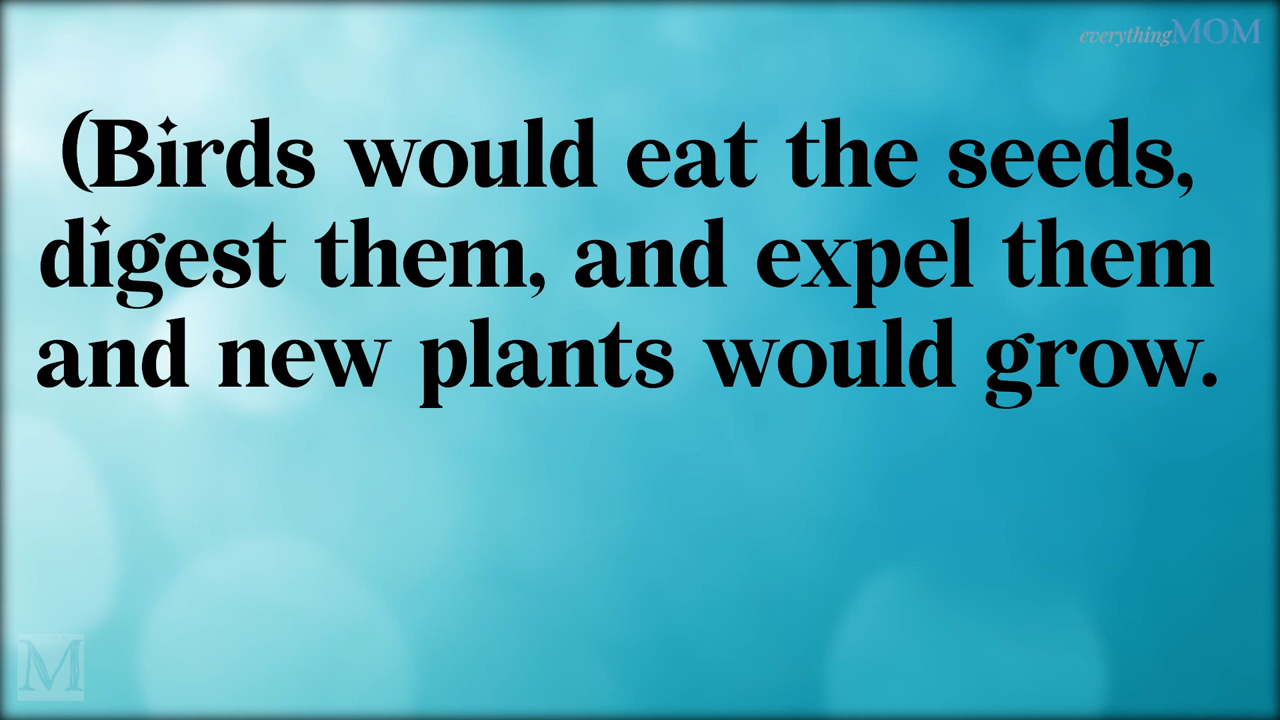 everythingMOM
(Birds would eat the seeds,
digest them, and expel them
and new plants would grow.
M